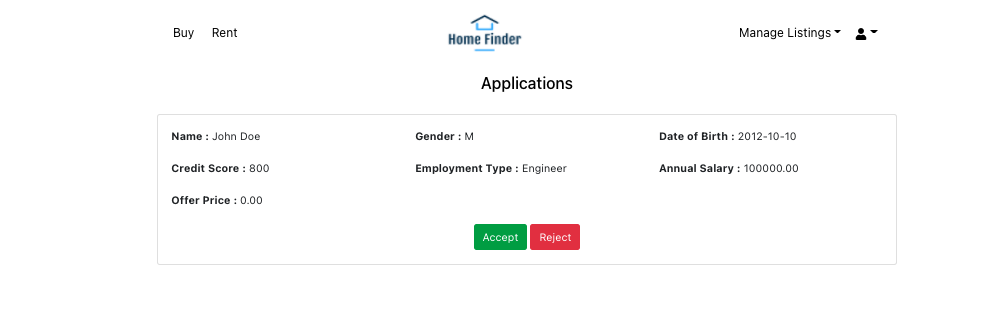 Buy Rent Home Finder Manage Listings
Applications
Name : John Doe Gender : M Date of Birth : 2012-10-10
Credit Score : 800 Employment Type : Engineer Annual Salary : 100000.00
Offer Price : 0.00
Accept Reject